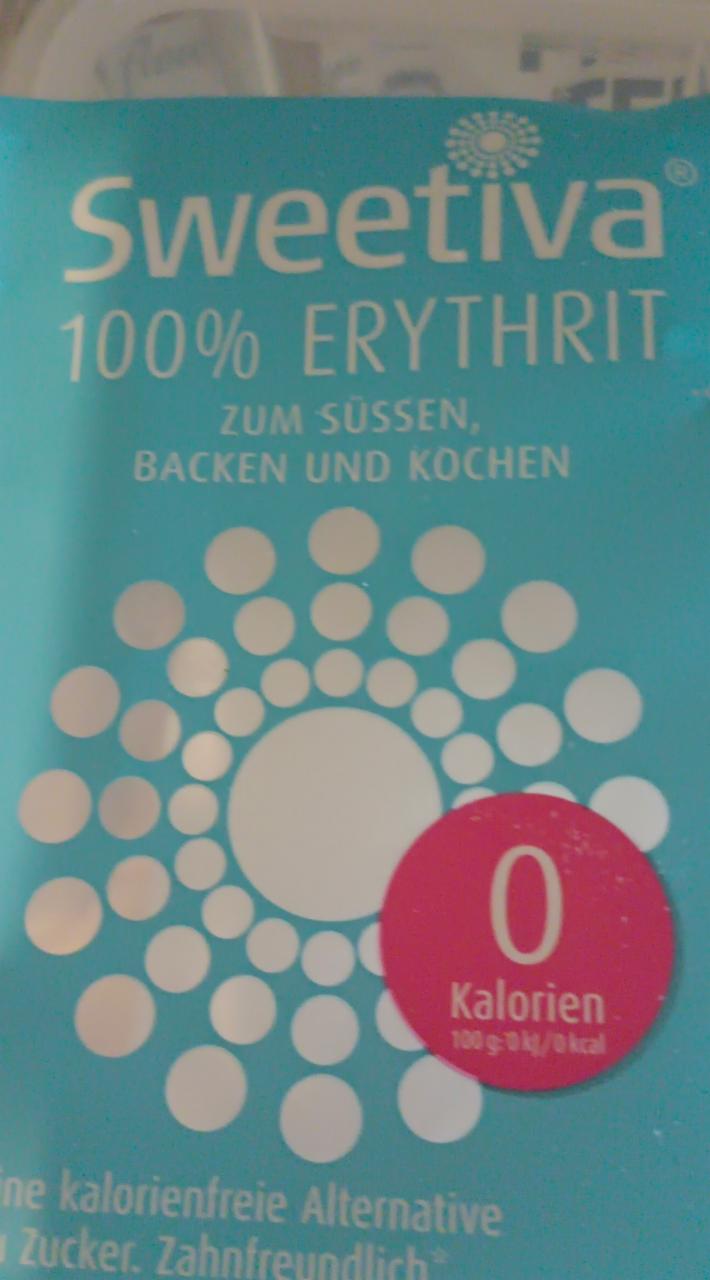 Sweetiva®
100% ERYTHRIT
ZUM SÜSSEN,
BACKEN UND KOCHEN
0
Kalorien
100 g: 0 kJ/0 kcal
ine kalorienfreie Alternative
u Zucker. Zahnfreundlich*